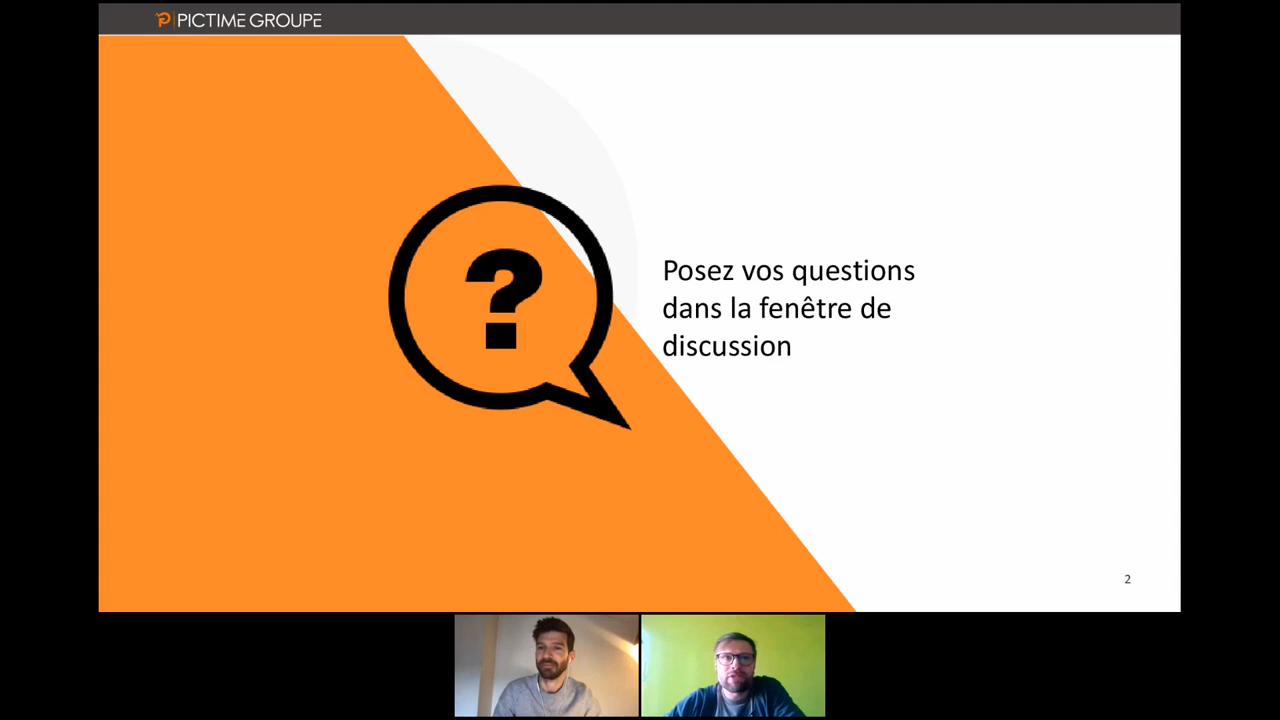 PICTIME GROUPE
?
Posez vos questions
dans la fenêtre de
discussion
2